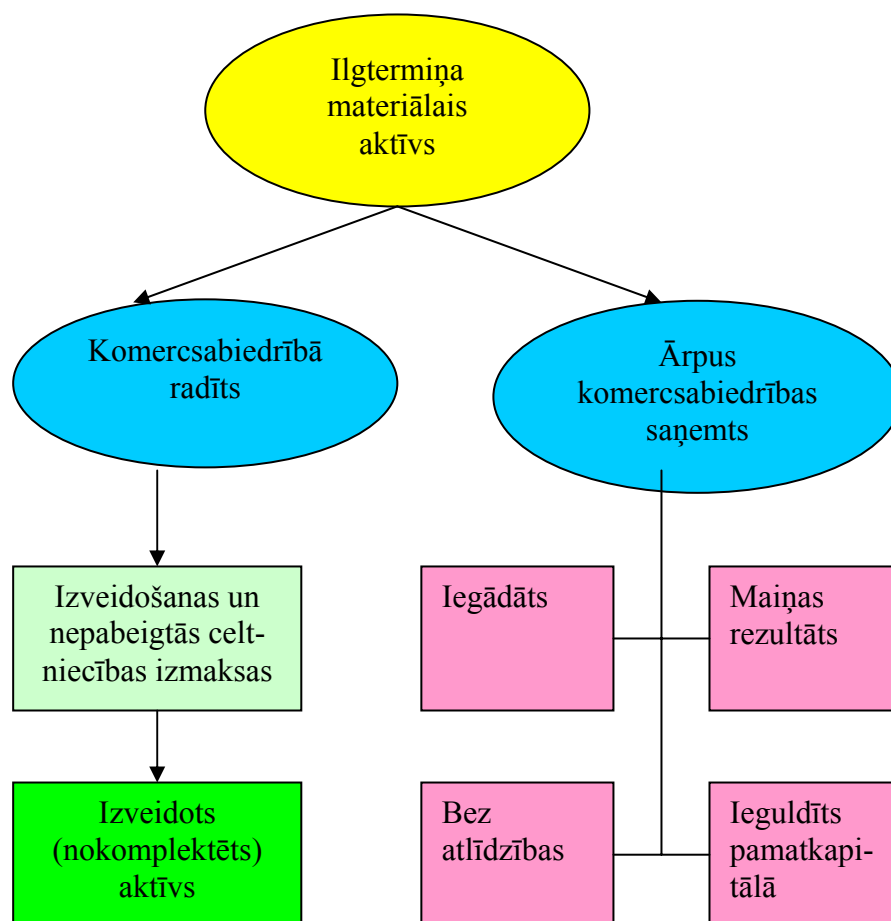 Ilgtermiņa
materiālais
aktīvs
Komercsabiedrībā
radīts
Ārpus
komercsabiedrības
saņemts
Izveidošanas un
nepabeigtās celt-
niecības izmaksas
Iegādāts
Maiņas
rezultāts
Izveidots
(nokomplektēts)
aktīvs
Bez
atlīdzības
Ieguldīts
pamatkapi-
tālā